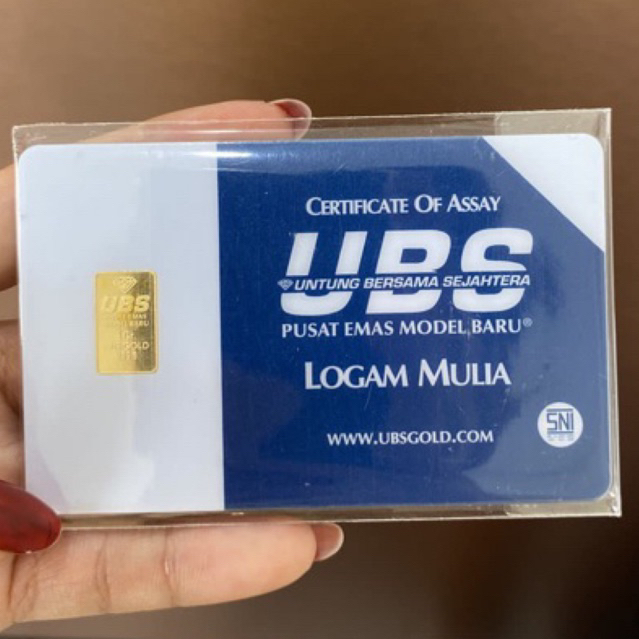 CERTIFICATE OF ASSAY
UBS
UNTUNG BERSAMA SEJAHTERA
PUSAT EMAS MODEL BARU®
LOGAM MULIA
WWW.UBSGOLD.COM
SNI
UBS